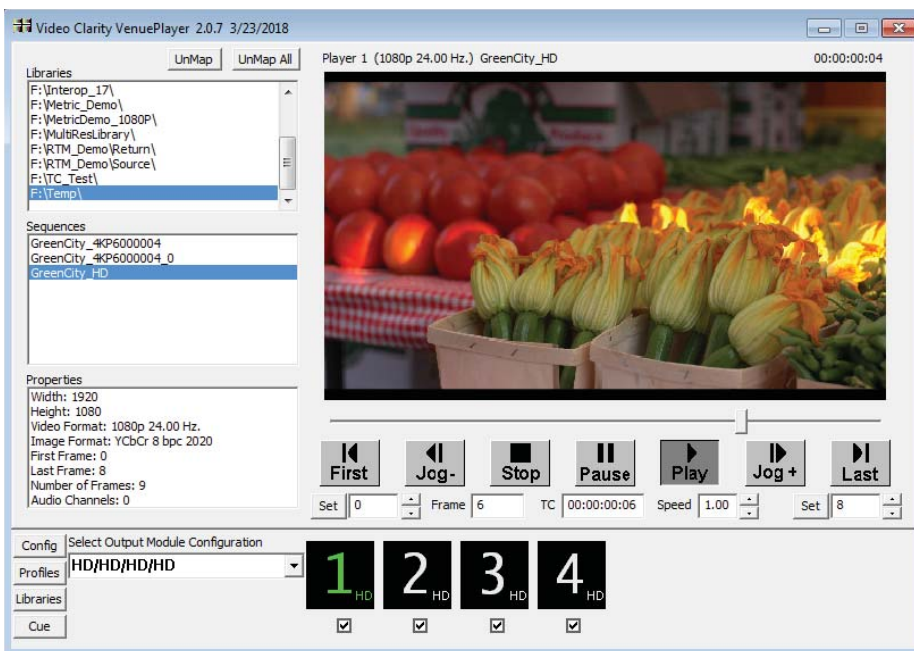 Video Clarity VenuePlayer 2.0.7 3/23/2018
UnMap UnMap All
Libraries
F:\Interop_17\
F:\Metric_Demo\
F:\MetricDemo_1080P\
F:\MultiResLibrary\
F:\RTM_Demo\Return\
F:\RTM_Demo\Source\
F:\TC_Test\
F:\Temp\
Sequences
GreenCity_4KP6000004
GreenCity_4KP6000004_0
GreenCity_HD
Properties
Width: 1920
Height: 1080
Video Format: 1080p 24.00 Hz.
Image Format: YCbCr 8 bpc 2020
First Frame: 0
Last Frame: 8
Number of Frames: 9
Audio Channels: 0
Player 1 (1080p 24.00 Hz.) GreenCity_HD 00:00:00:04
First Jog- Stop Pause Play Jog+ Last
Set 0 Frame 6 TC 00:00:00:06 Speed 1.00 Set 8
Config Select Output Module Configuration
Profiles HD/HD/HD/HD
Libraries
Cue
1 HD 2 HD 3 HD 4 HD